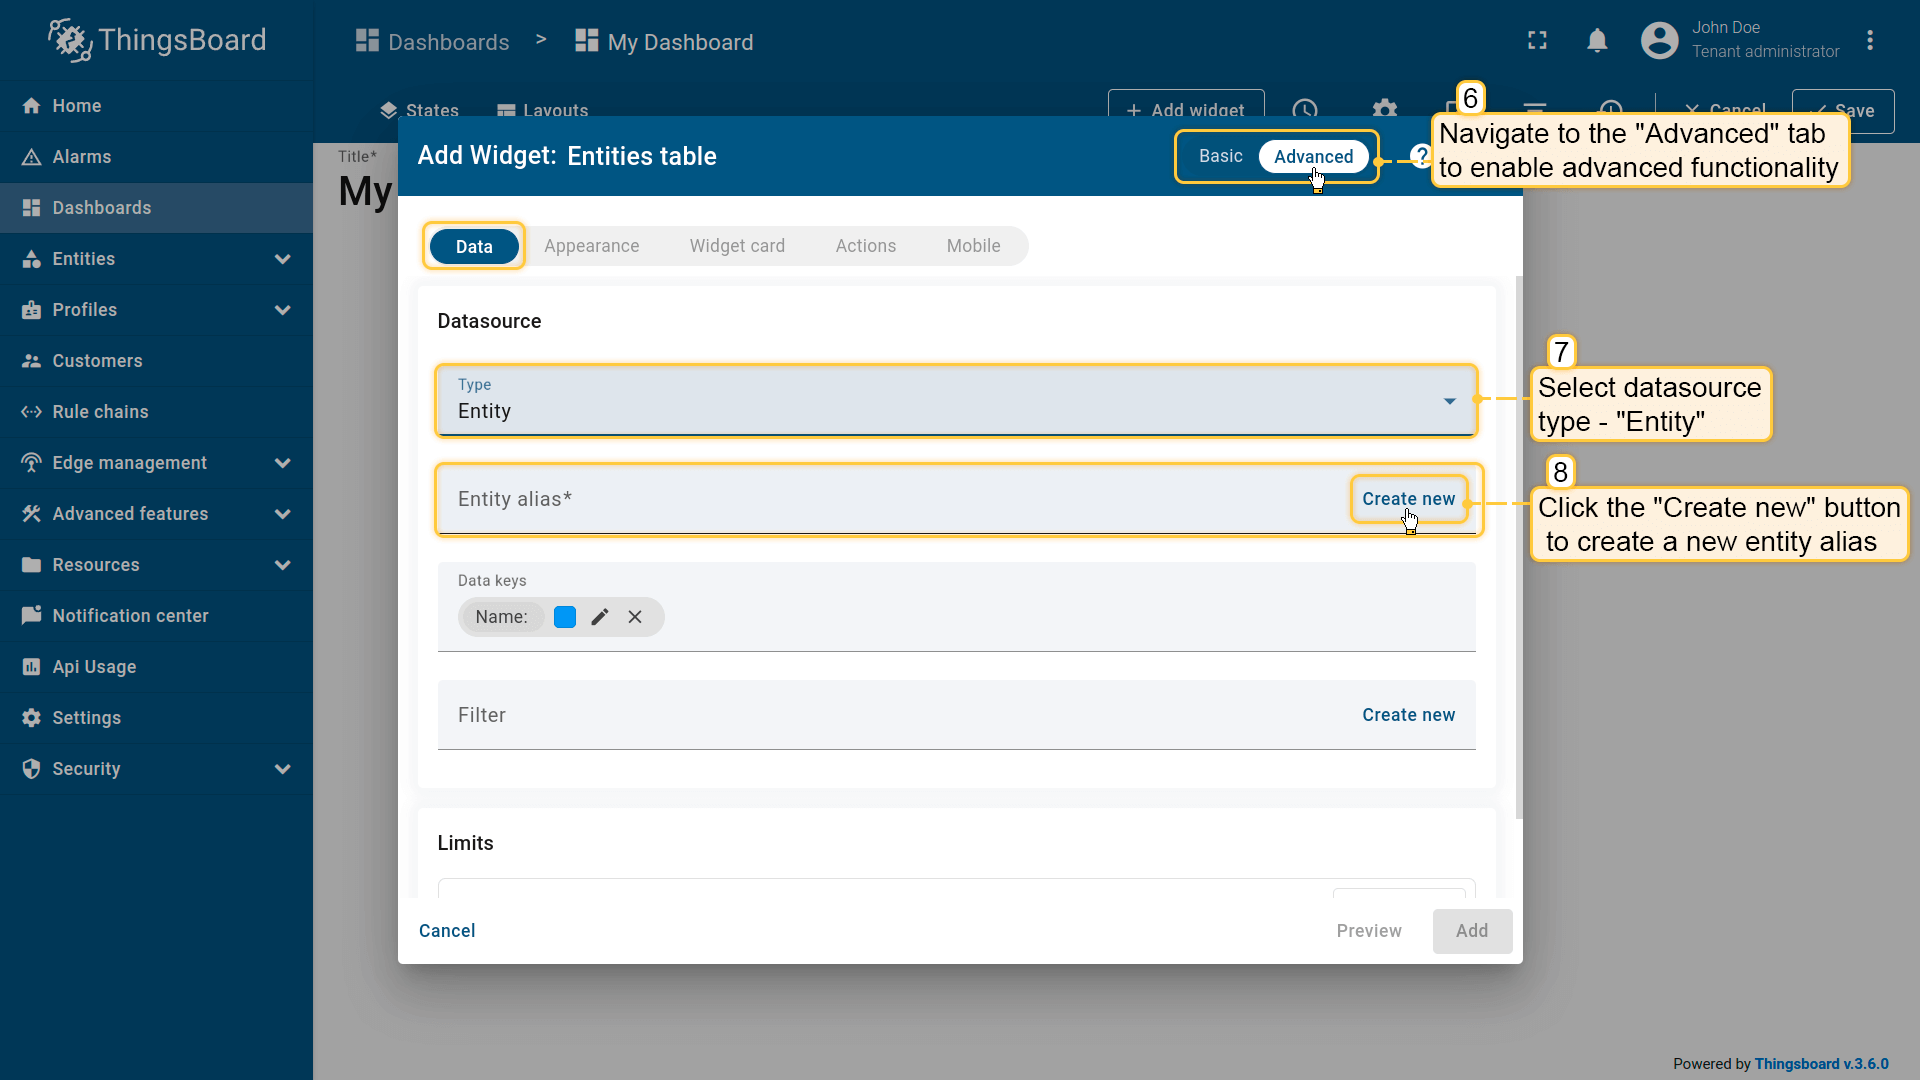 ThingsBoard
Dashboards > My Dashboard
John Doe
Tenant administrator
Home
Alarms
Dashboards
Entities
Profiles
Customers
Rule chains
Edge management
Advanced features
Resources
Notification center
Api Usage
Settings
Security
States
Layouts
+ Add widget
Cancel
Save
Title*
My
Add Widget: Entities table
Basic
Advanced
?
6
Navigate to the "Advanced" tab
to enable advanced functionality
Data
Appearance
Widget card
Actions
Mobile
Datasource
Type
Entity
7
Select datasource
type - "Entity"
Entity alias*
Create new
8
Click the "Create new" button
to create a new entity alias
Data keys
Name:
Filter
Create new
Limits
Cancel
Preview
Add
Powered by Thingsboard v.3.6.0